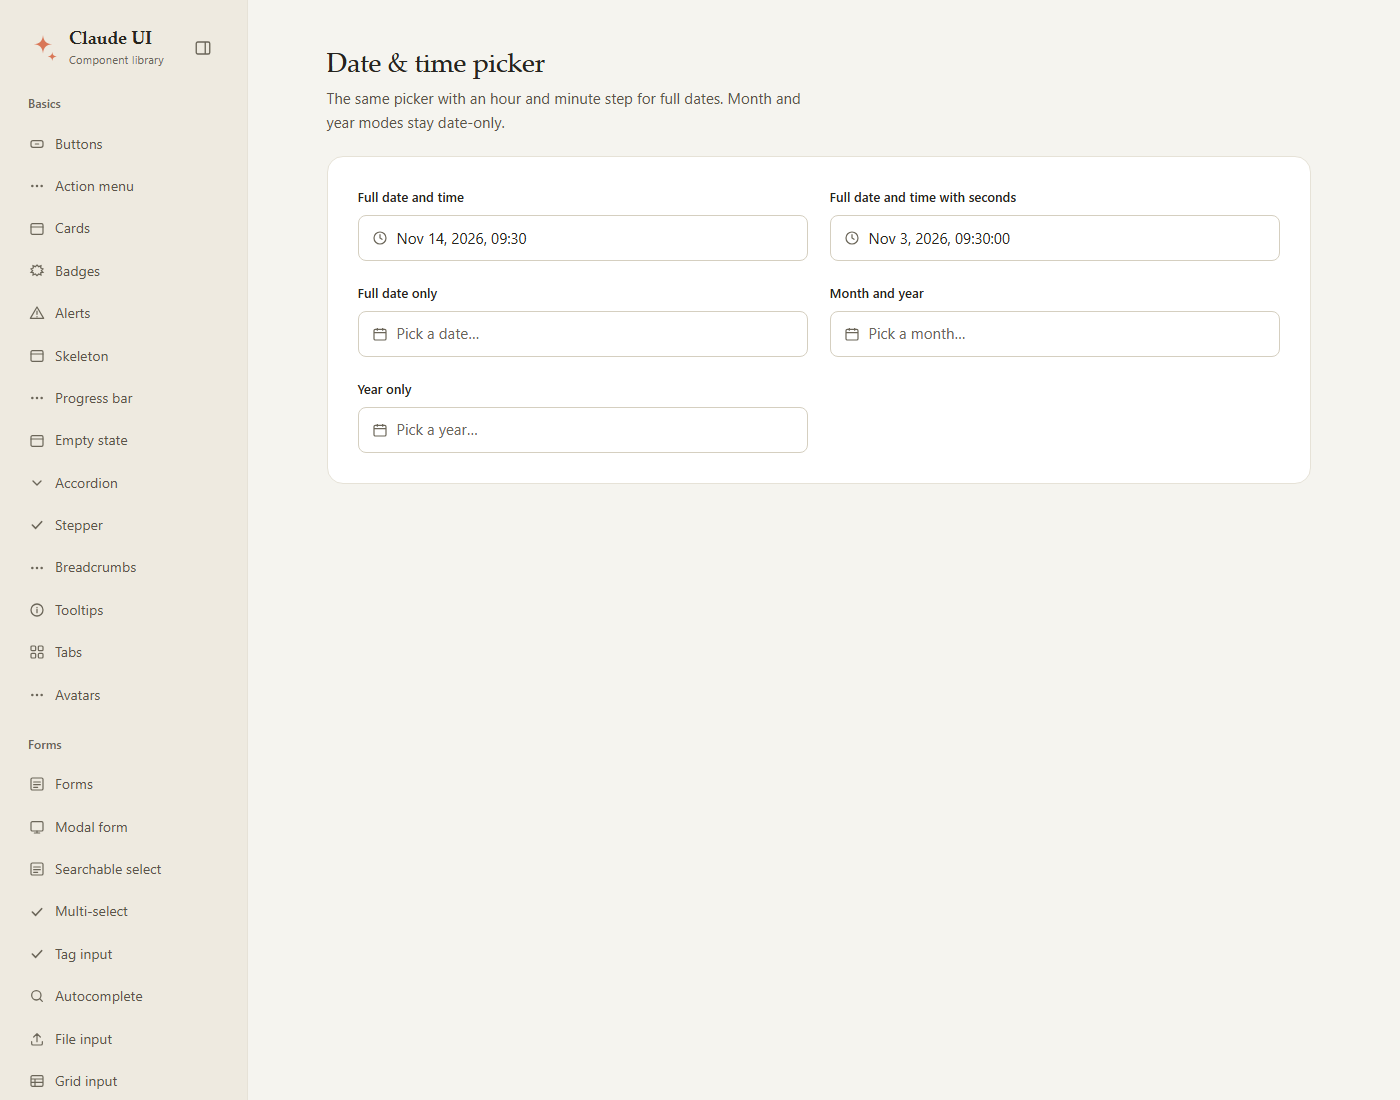 Claude UI
Component library
Basics
Buttons
Action menu
Cards
Badges
Alerts
Skeleton
Progress bar
Empty state
Accordion
Stepper
Breadcrumbs
Tooltips
Tabs
Avatars
Forms
Forms
Modal form
Searchable select
Multi-select
Tag input
Autocomplete
File input
Grid input
Date & time picker
The same picker with an hour and minute step for full dates. Month and
year modes stay date-only.
Full date and time
Nov 14, 2026, 09:30
Full date and time with seconds
Nov 3, 2026, 09:30:00
Full date only
Pick a date...
Month and year
Pick a month...
Year only
Pick a year...